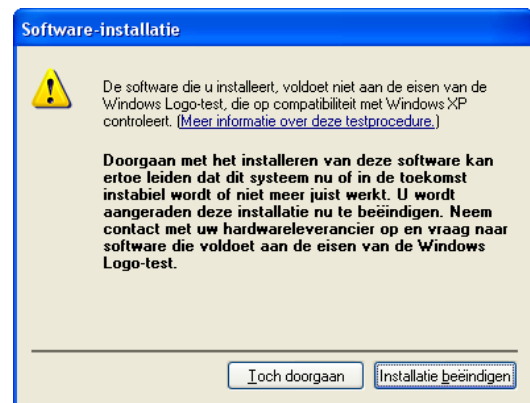 Software-installatie
De software die u installeert, voldoet niet aan de eisen van de
Windows Logo-test, die op compatibiliteit met Windows XP
controleert. (Meer informatie over deze testprocedure.)
Doorgaan met het installeren van deze software kan
ertoe leiden dat dit systeem nu of in de toekomst
instabiel wordt of niet meer juist werkt. U wordt
aangeraden deze installatie nu te beëindigen. Neem
contact met uw hardwareleverancier op en vraag naar
software die voldoet aan de eisen van de Windows
Logo-test.
Toch doorgaan
Installatie beëindigen